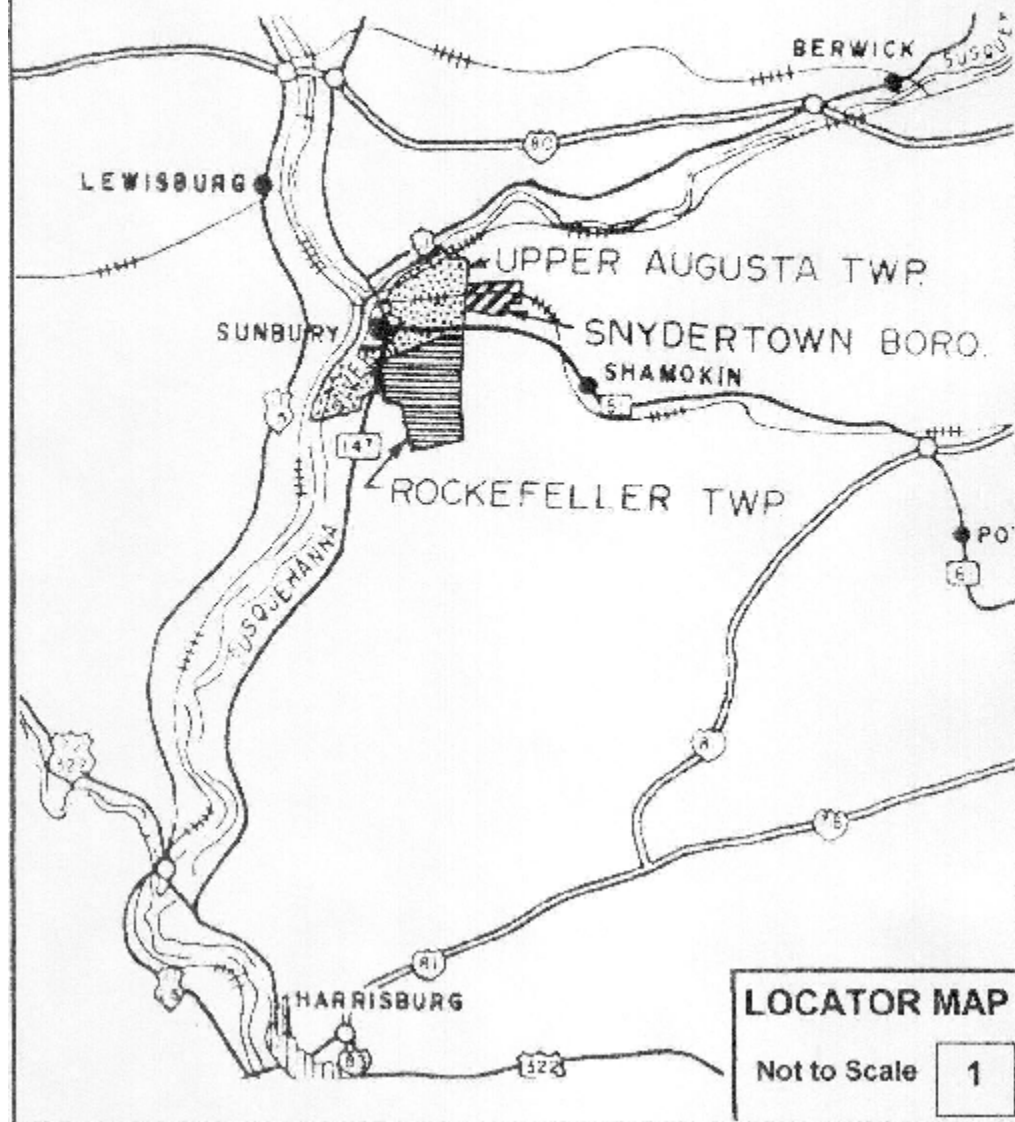 BERWICK
80
LEWISBURG
UPPER AUGUSTA TWP.
SUNBURY
SNYDERTOWN BORO.
SHAMOKIN
147
ROCKEFELLER TWP
SUSQUEHANNA
322
81
HARRISBURG
322
LOCATOR MAP
Not to Scale
1